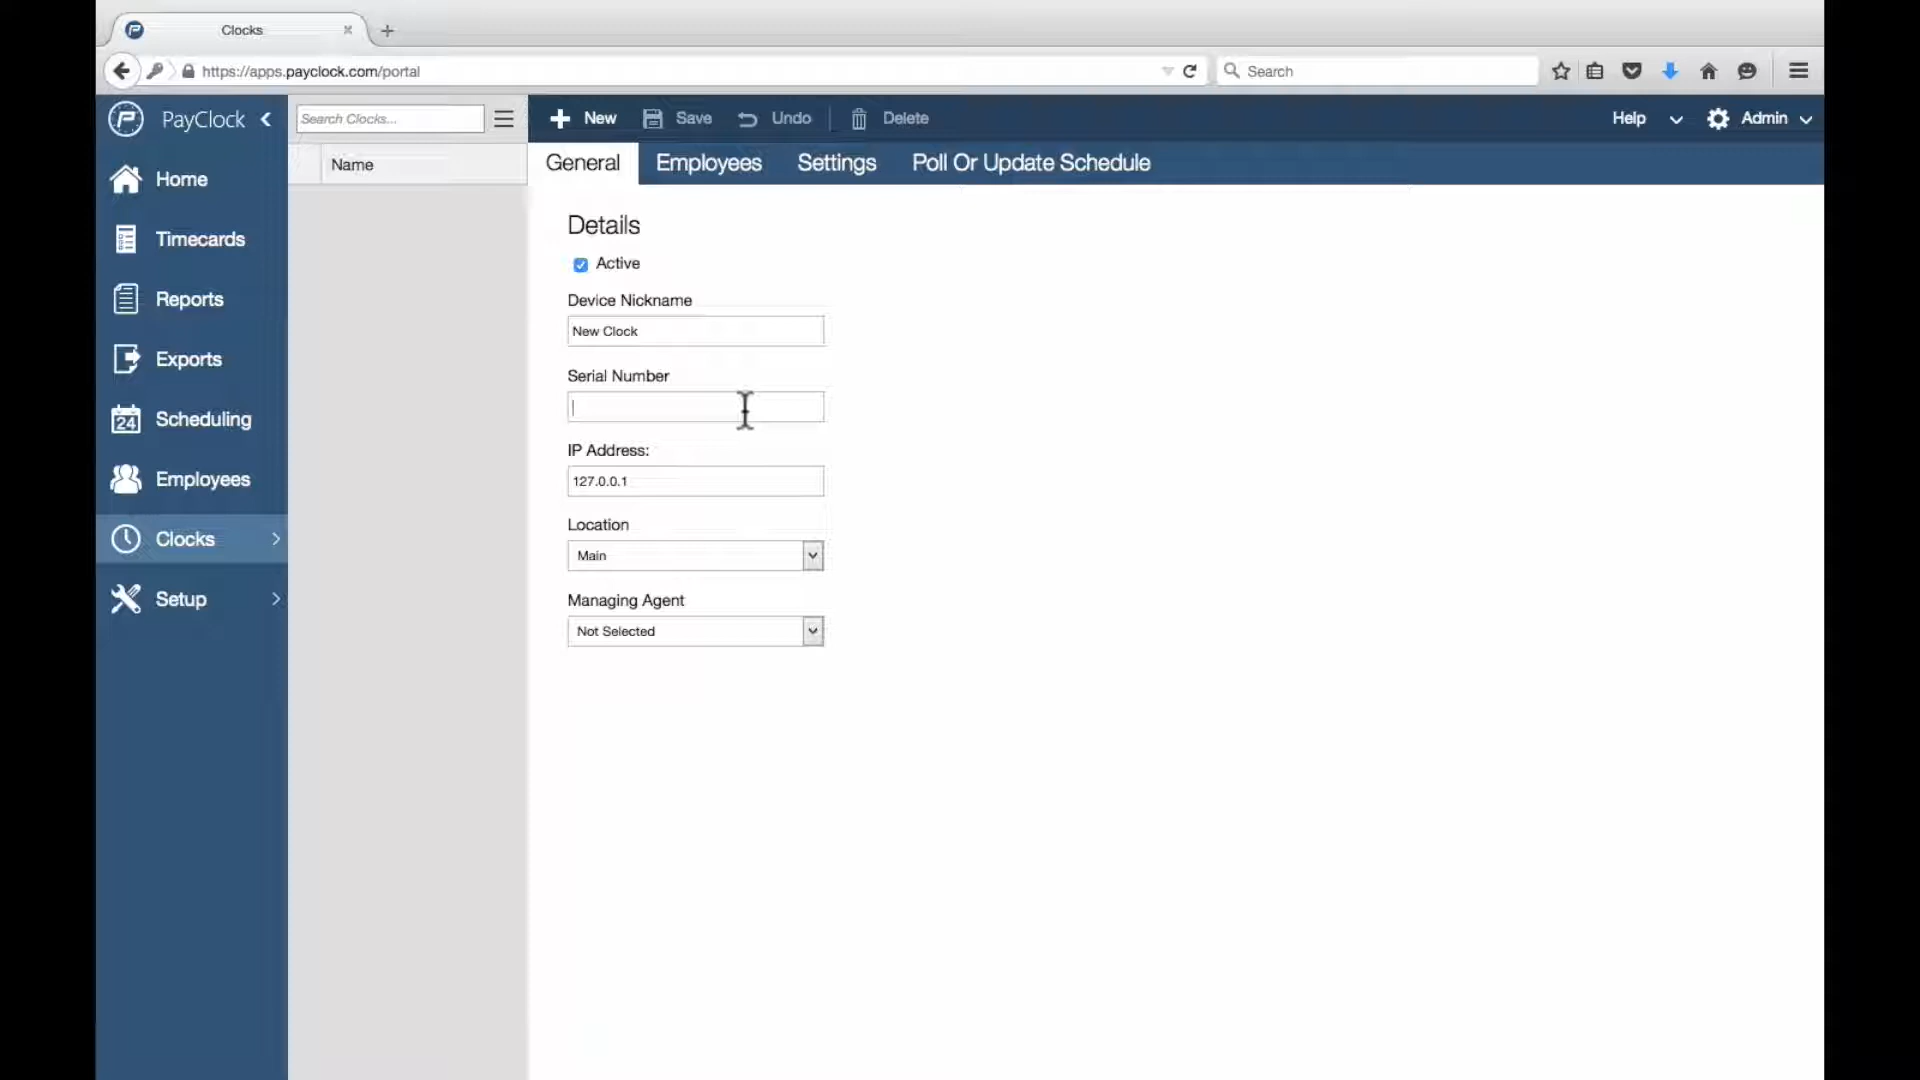 Clocks
https://apps.payclock.com/portal
Search
PayClock
Search Clocks...
New
Save
Undo
Delete
Help
Admin
Name
General
Employees
Settings
Poll Or Update Schedule
Home
Timecards
Reports
Exports
24
Scheduling
Employees
Clocks
Setup
Details
Active
Device Nickname
New Clock
Serial Number
IP Address:
127.0.0.1
Location
Main
Managing Agent
Not Selected